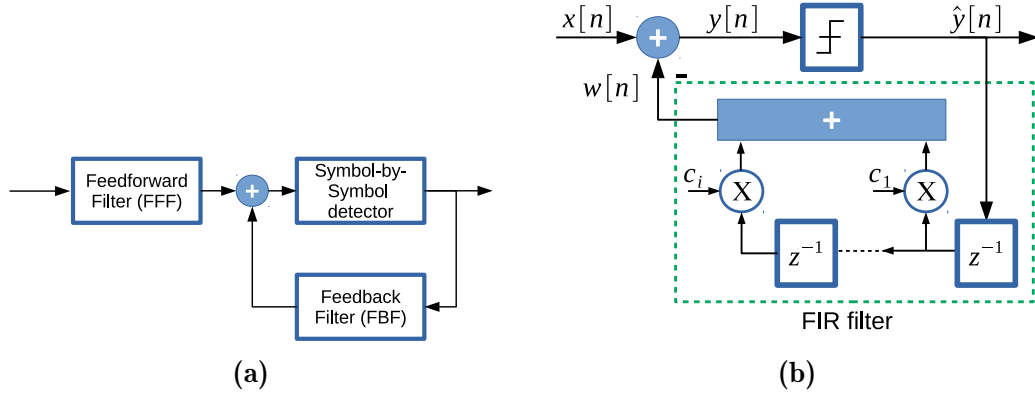 Feedforward
Filter (FFF)
+
Symbol-by-
Symbol
detector
Feedback
Filter (FBF)
(a)
x[n]
+
y[n]
ŷ[n]
-
w[n]
+
c_i
X
c_1
X
z^{-1}
z^{-1}
FIR filter
(b)